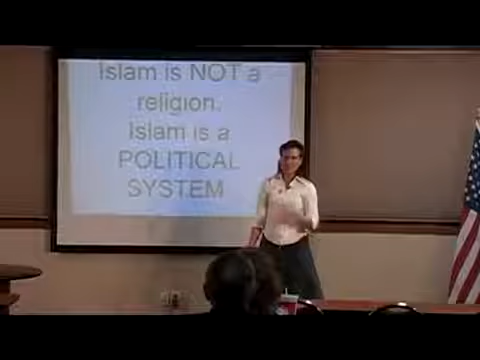 Islam is NOT a
religion.
Islam is a
POLITICAL
SYSTEM